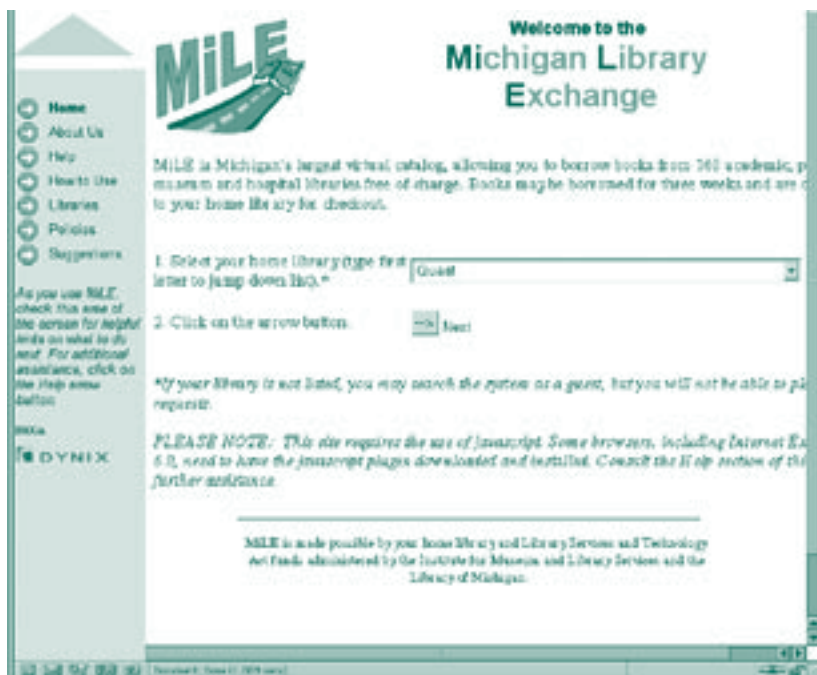 MiLE
Welcome to the
Michigan Library
Exchange
Home
About Us
Help
How to Use
Libraries
Policies
Suggestions
As you use MiLE,
check this area of
the screen for helpful
hints on what to do
next. For additional
assistance, click on
the Help arrow
button.
DYNIX
MiLE is Michigan's largest virtual catalog, allowing you to borrow books from academic, p
museum and hospital libraries free of charge. Books may be borrowed for three weeks and are
to your home library for checkout.
1. Select your home library (type first
letter to jump down list).*
Guest
2. Click on the arrow button.
--> Next
*If your library is not listed, you may search the system as a guest, but you will not be able to pl
requests.
PLEASE NOTE: This site requires the use of javascript. Some browsers, including Internet Ex
6.0, need to have the javascript plugin downloaded and installed. Consult the Help section of this
further assistance.
MiLE is made possible by your home library and Library Services and Technology
Act funds administered by the Institute for Museum and Library Services and the
Library of Michigan.